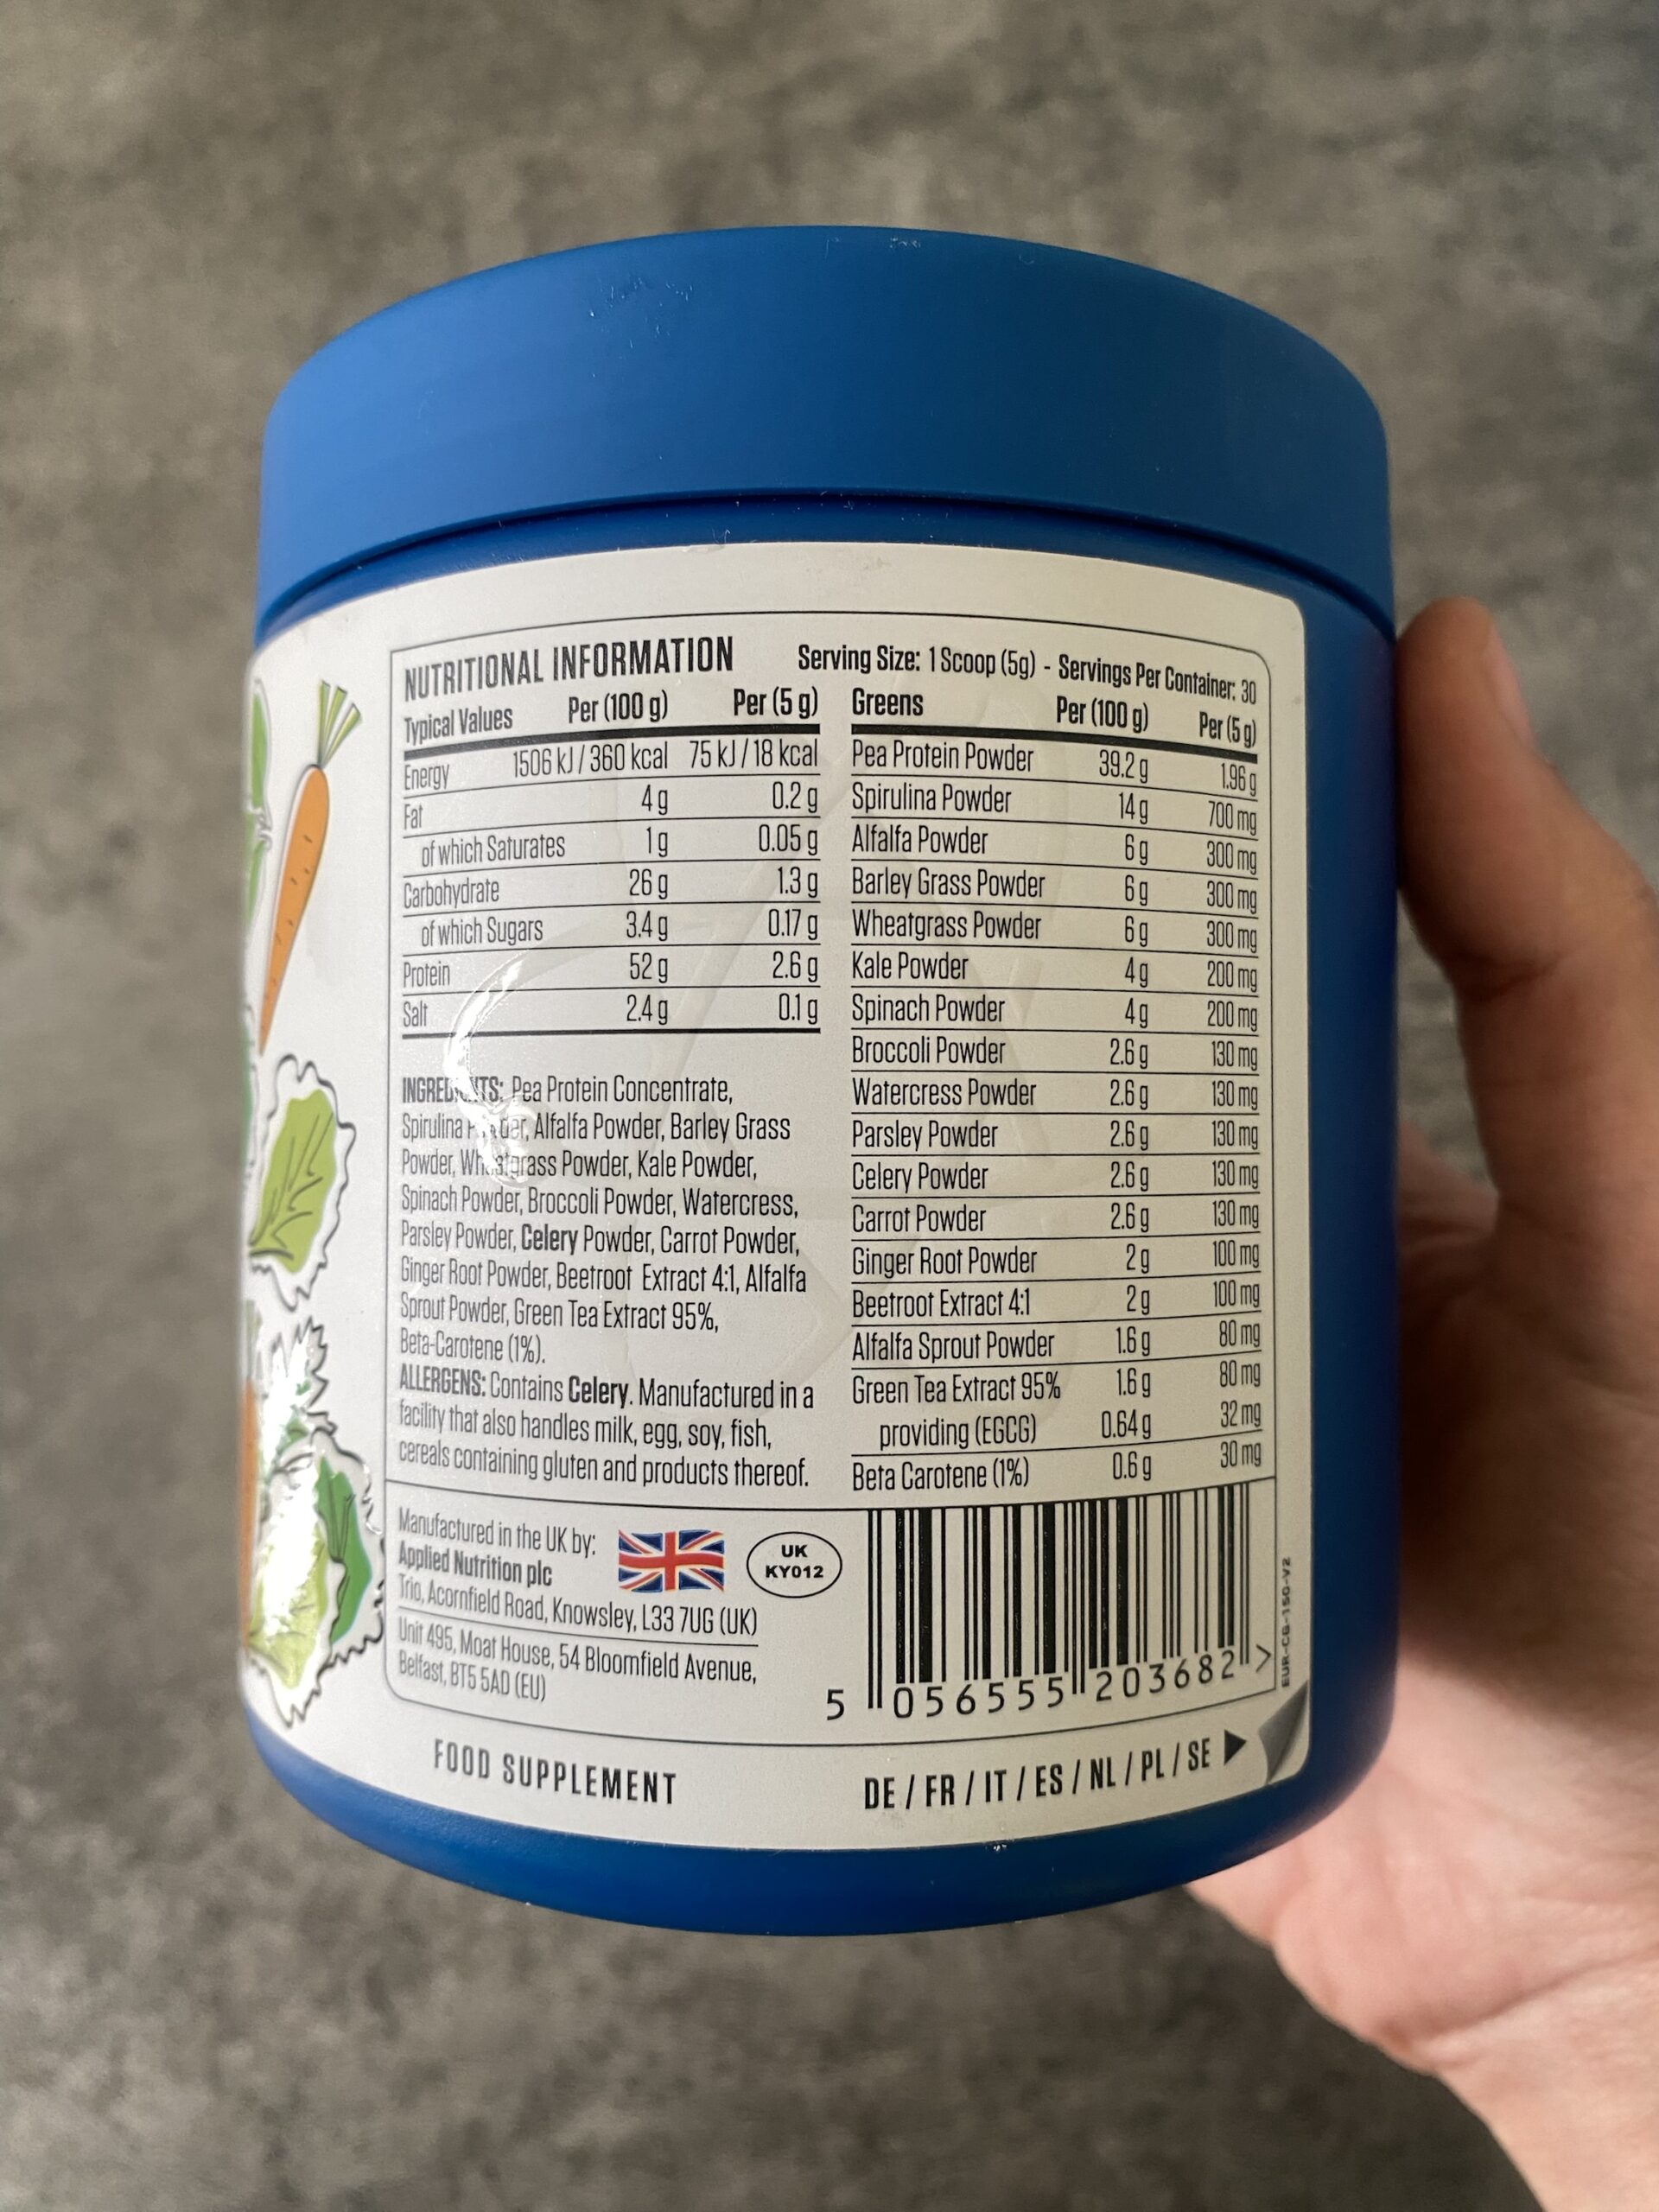 NUTRITIONAL INFORMATION
Serving Size: 1 Scoop (5g) - Servings Per Container: 30
Typical Values Per (100 g) Per (5 g)
Energy 1506 kJ / 360 kcal 75 kJ / 18 kcal
Fat 4 g 0.2 g
of which Saturates 1 g 0.05 g
Carbohydrate 26 g 1.3 g
of which Sugars 3.4 g 0.17 g
Protein 52 g 2.6 g
Salt 2.4 g 0.1 g
INGREDIENTS: Pea Protein Concentrate,
Spirulina Powder, Alfalfa Powder, Barley Grass
Powder, Wheatgrass Powder, Kale Powder,
Spinach Powder, Broccoli Powder, Watercress,
Parsley Powder, Celery Powder, Carrot Powder,
Ginger Root Powder, Beetroot Extract 4:1, Alfalfa
Sprout Powder, Green Tea Extract 95%,
Beta-Carotene (1%).
ALLERGENS: Contains Celery. Manufactured in a
facility that also handles milk, egg, soy, fish,
cereals containing gluten and products thereof.
Greens Per (100 g) Per (5 g)
Pea Protein Powder 39.2 g 1.96 g
Spirulina Powder 14 g 700 mg
Alfalfa Powder 6 g 300 mg
Barley Grass Powder 6 g 300 mg
Wheatgrass Powder 6 g 300 mg
Kale Powder 4 g 200 mg
Spinach Powder 4 g 200 mg
Broccoli Powder 2.6 g 130 mg
Watercress Powder 2.6 g 130 mg
Parsley Powder 2.6 g 130 mg
Celery Powder 2.6 g 130 mg
Carrot Powder 2.6 g 130 mg
Ginger Root Powder 2 g 100 mg
Beetroot Extract 4:1 2 g 100 mg
Alfalfa Sprout Powder 1.6 g 80 mg
Green Tea Extract 95% 1.6 g 80 mg
providing (EGCG) 0.64 g 32 mg
Beta Carotene (1%) 0.6 g 30 mg
Manufactured in the UK by:
Applied Nutrition plc
Trio, Acornfield Road, Knowsley, L33 7UG (UK)
Unit 495, Moat House, 54 Bloomfield Avenue,
Belfast, BT5 5AD (EU)
UK
KY012
5 056555 203682 >
EUR-CG-150-V2
FOOD SUPPLEMENT
DE / FR / IT / ES / NL / PL / SE ▶